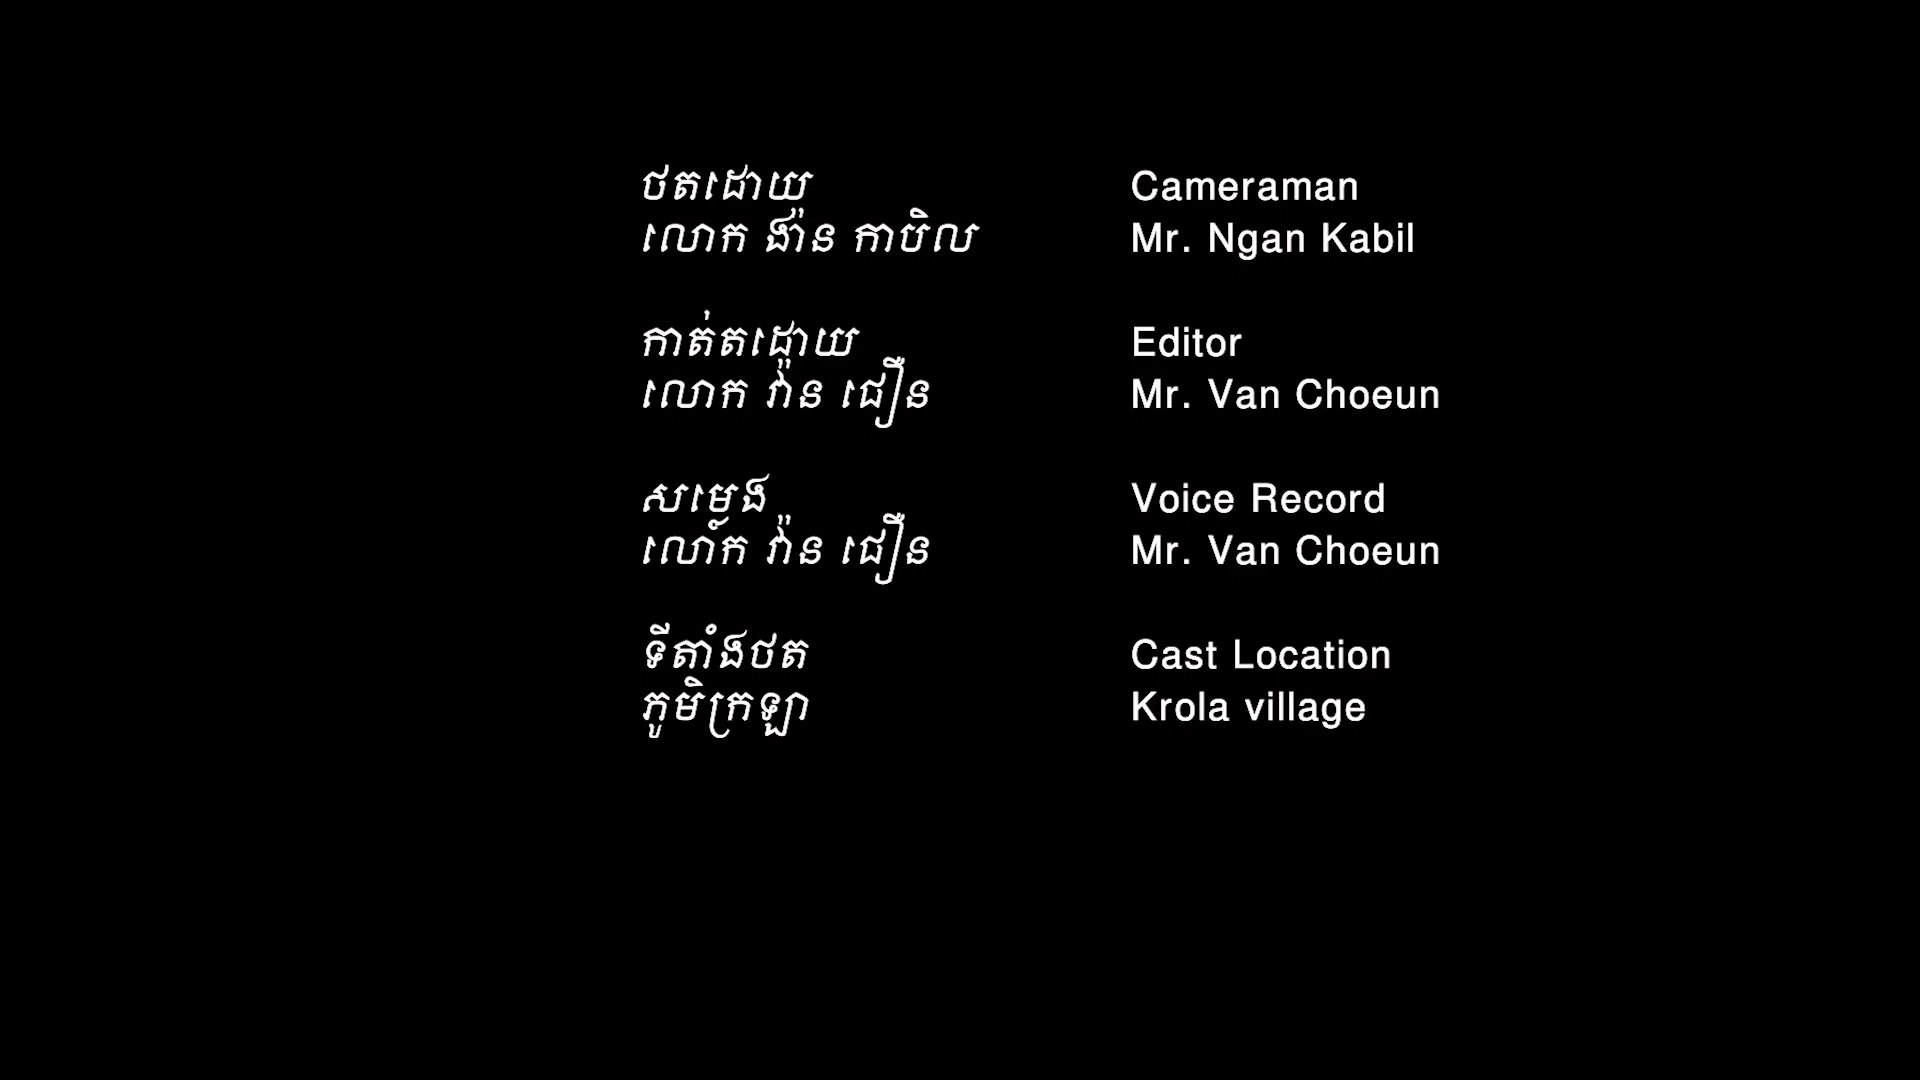 ថតដោយ
លោក ង៉ាន កាបិល
កាត់តដ្ដោយ
លោក វ៉ាន ជឿន
សម្លេង
លោក វ៉ាន ជឿន
ទីតាំងថត
ភូមិក្រឡា
Cameraman
Mr. Ngan Kabil
Editor
Mr. Van Choeun
Voice Record
Mr. Van Choeun
Cast Location
Krola village